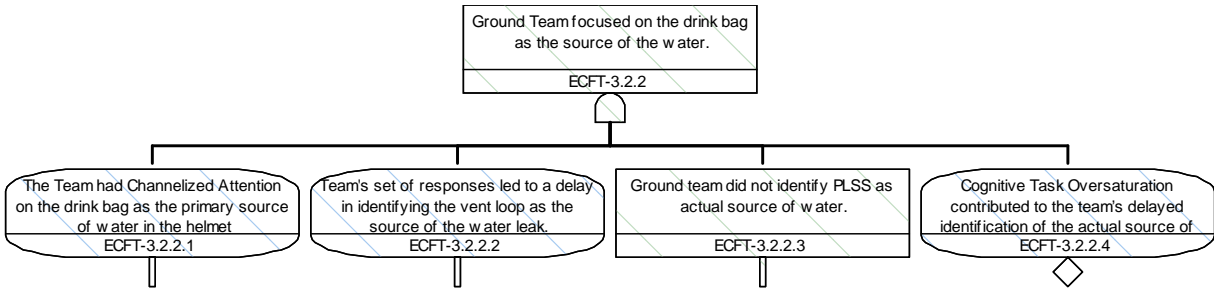 Ground Team focused on the drink bag
as the source of the water.
ECFT-3.2.2
The Team had Channelized Attention
on the drink bag as the primary source
of water in the helmet
ECFT-3.2.2.1
Team's set of responses led to a delay
in identifying the vent loop as the
source of the water leak.
ECFT-3.2.2.2
Ground team did not identify PLSS as
actual source of water.
ECFT-3.2.2.3
Cognitive Task Oversaturation
contributed to the team's delayed
identification of the actual source of
ECFT-3.2.2.4